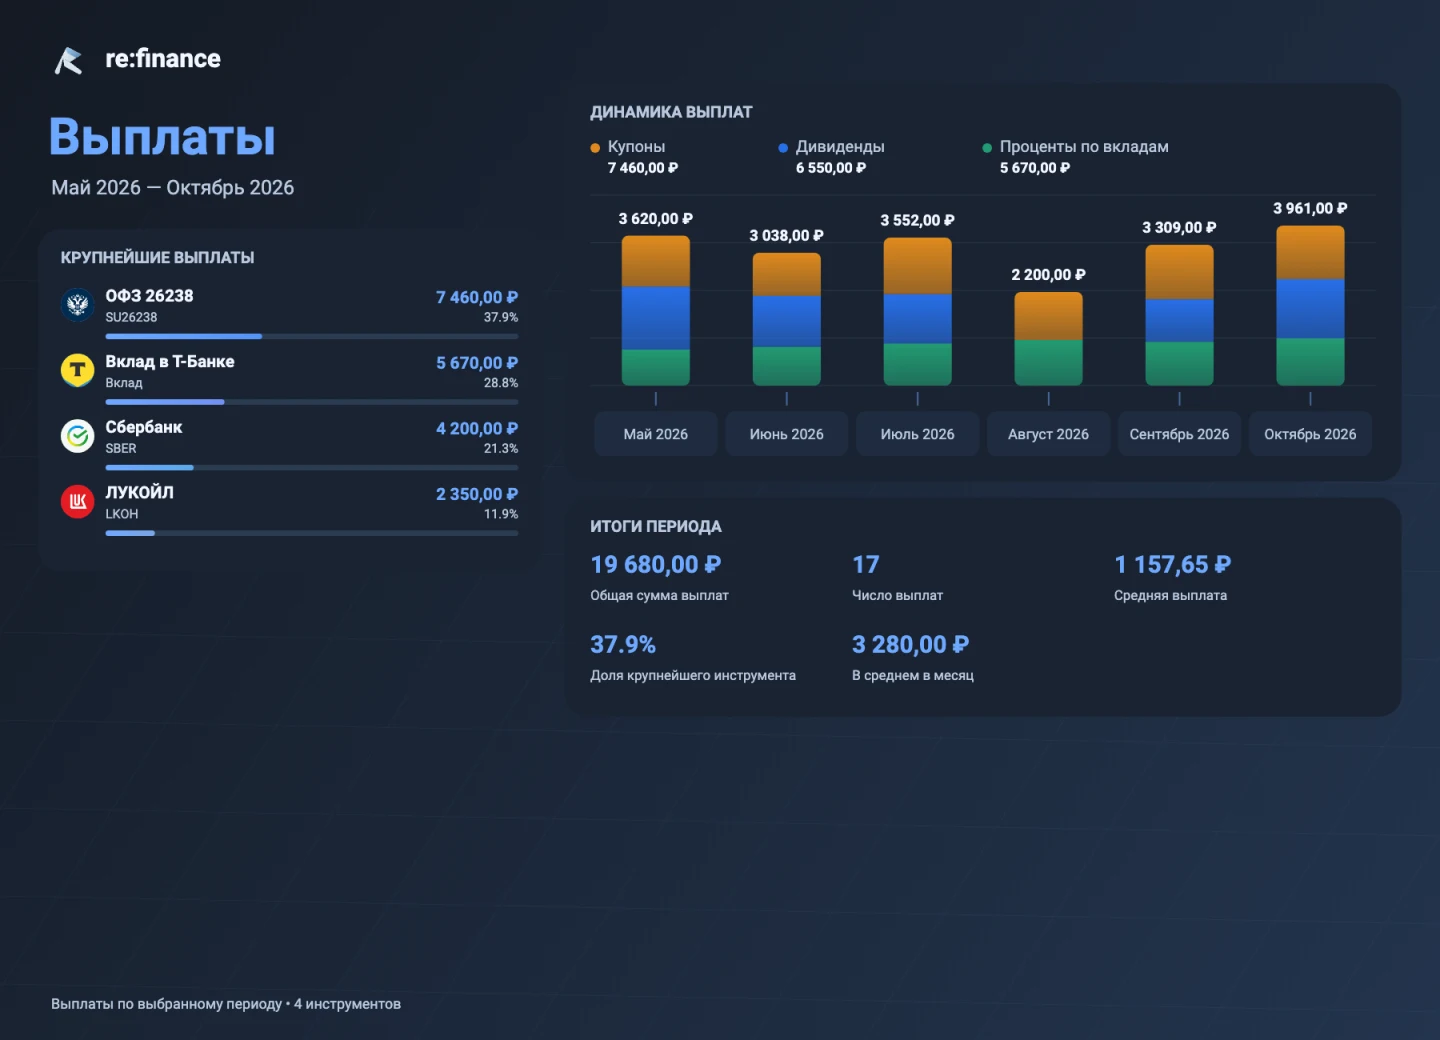 re:finance
Выплаты
Май 2026 — Октябрь 2026
КРУПНЕЙШИЕ ВЫПЛАТЫ
ОФЗ 26238
7 460,00 ₽
SU26238
37.9%
Вклад в Т-Банке
5 670,00 ₽
Вклад
28.8%
Сбербанк
4 200,00 ₽
SBER
21.3%
ЛУКОЙЛ
2 350,00 ₽
LKOH
11.9%
ДИНАМИКА ВЫПЛАТ
Купоны
7 460,00 ₽
Дивиденды
6 550,00 ₽
Проценты по вкладам
5 670,00 ₽
3 620,00 ₽
3 038,00 ₽
3 552,00 ₽
2 200,00 ₽
3 309,00 ₽
3 961,00 ₽
Май 2026
Июнь 2026
Июль 2026
Август 2026
Сентябрь 2026
Октябрь 2026
ИТОГИ ПЕРИОДА
19 680,00 ₽
Общая сумма выплат
17
Число выплат
1 157,65 ₽
Средняя выплата
37.9%
Доля крупнейшего инструмента
3 280,00 ₽
В среднем в месяц
Выплаты по выбранному периоду • 4 инструментов